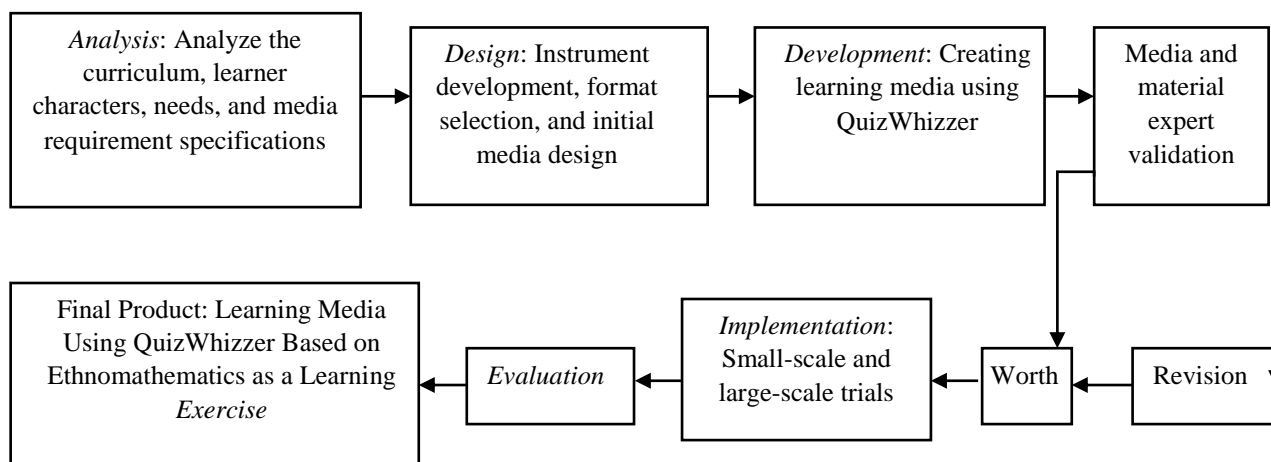 Analysis: Analyze the
curriculum, learner
characters, needs, and media
requirement specifications
Design: Instrument
development, format
selection, and initial
media design
Development: Creating
learning media using
QuizWhizzer
Media and
material
expert
validation
Final Product: Learning Media
Using QuizWhizzer Based on
Ethnomathematics as a Learning
Exercise
Evaluation
Implementation:
Small-scale and
large-scale trials
Worth
Revision